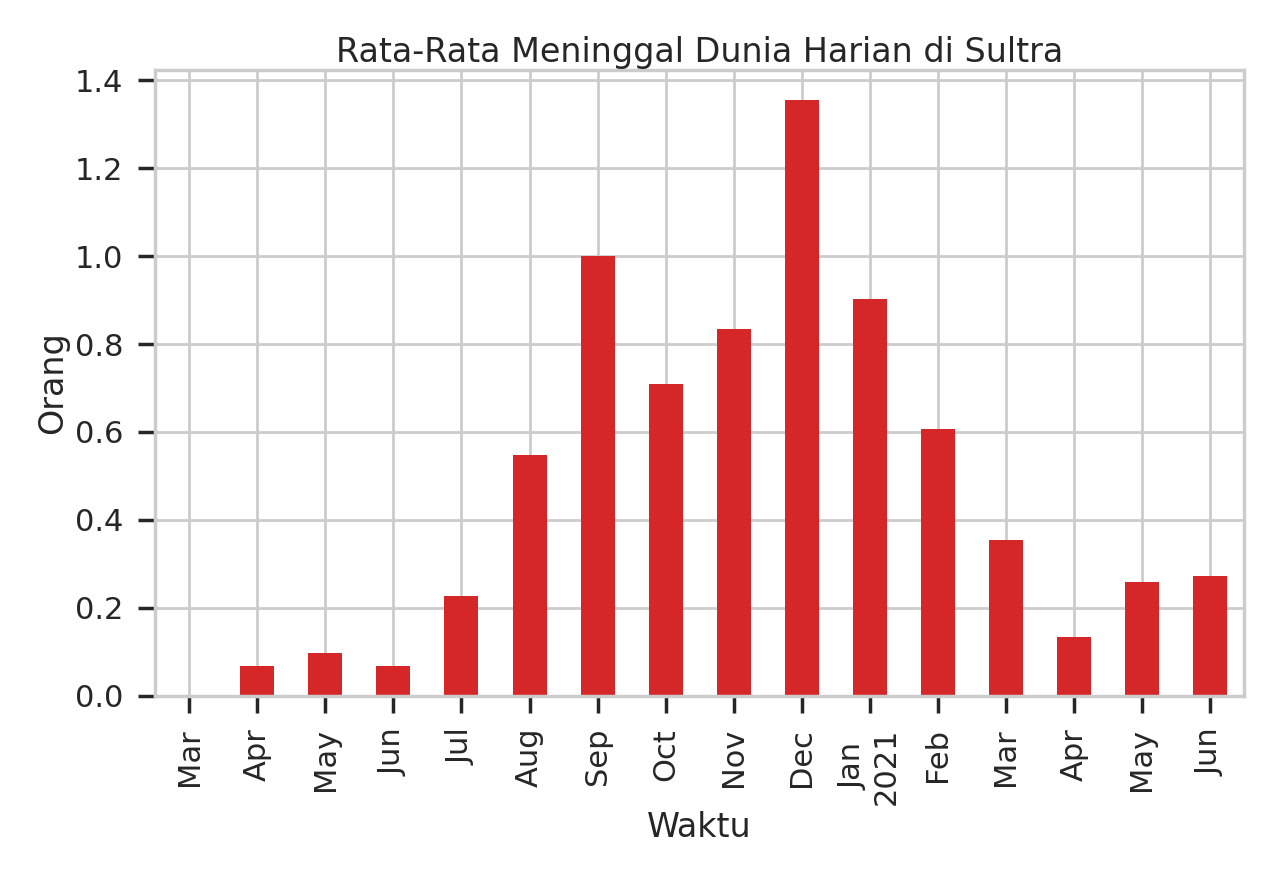 Rata-Rata Meninggal Dunia Harian di Sultra
1.4
1.2
1.0
0.8
0.6
0.4
0.2
0.0
Orang
Mar
Apr
May
Jun
Jul
Aug
Sep
Oct
Nov
Dec
Jan
2021
Feb
Mar
Apr
May
Jun
Waktu